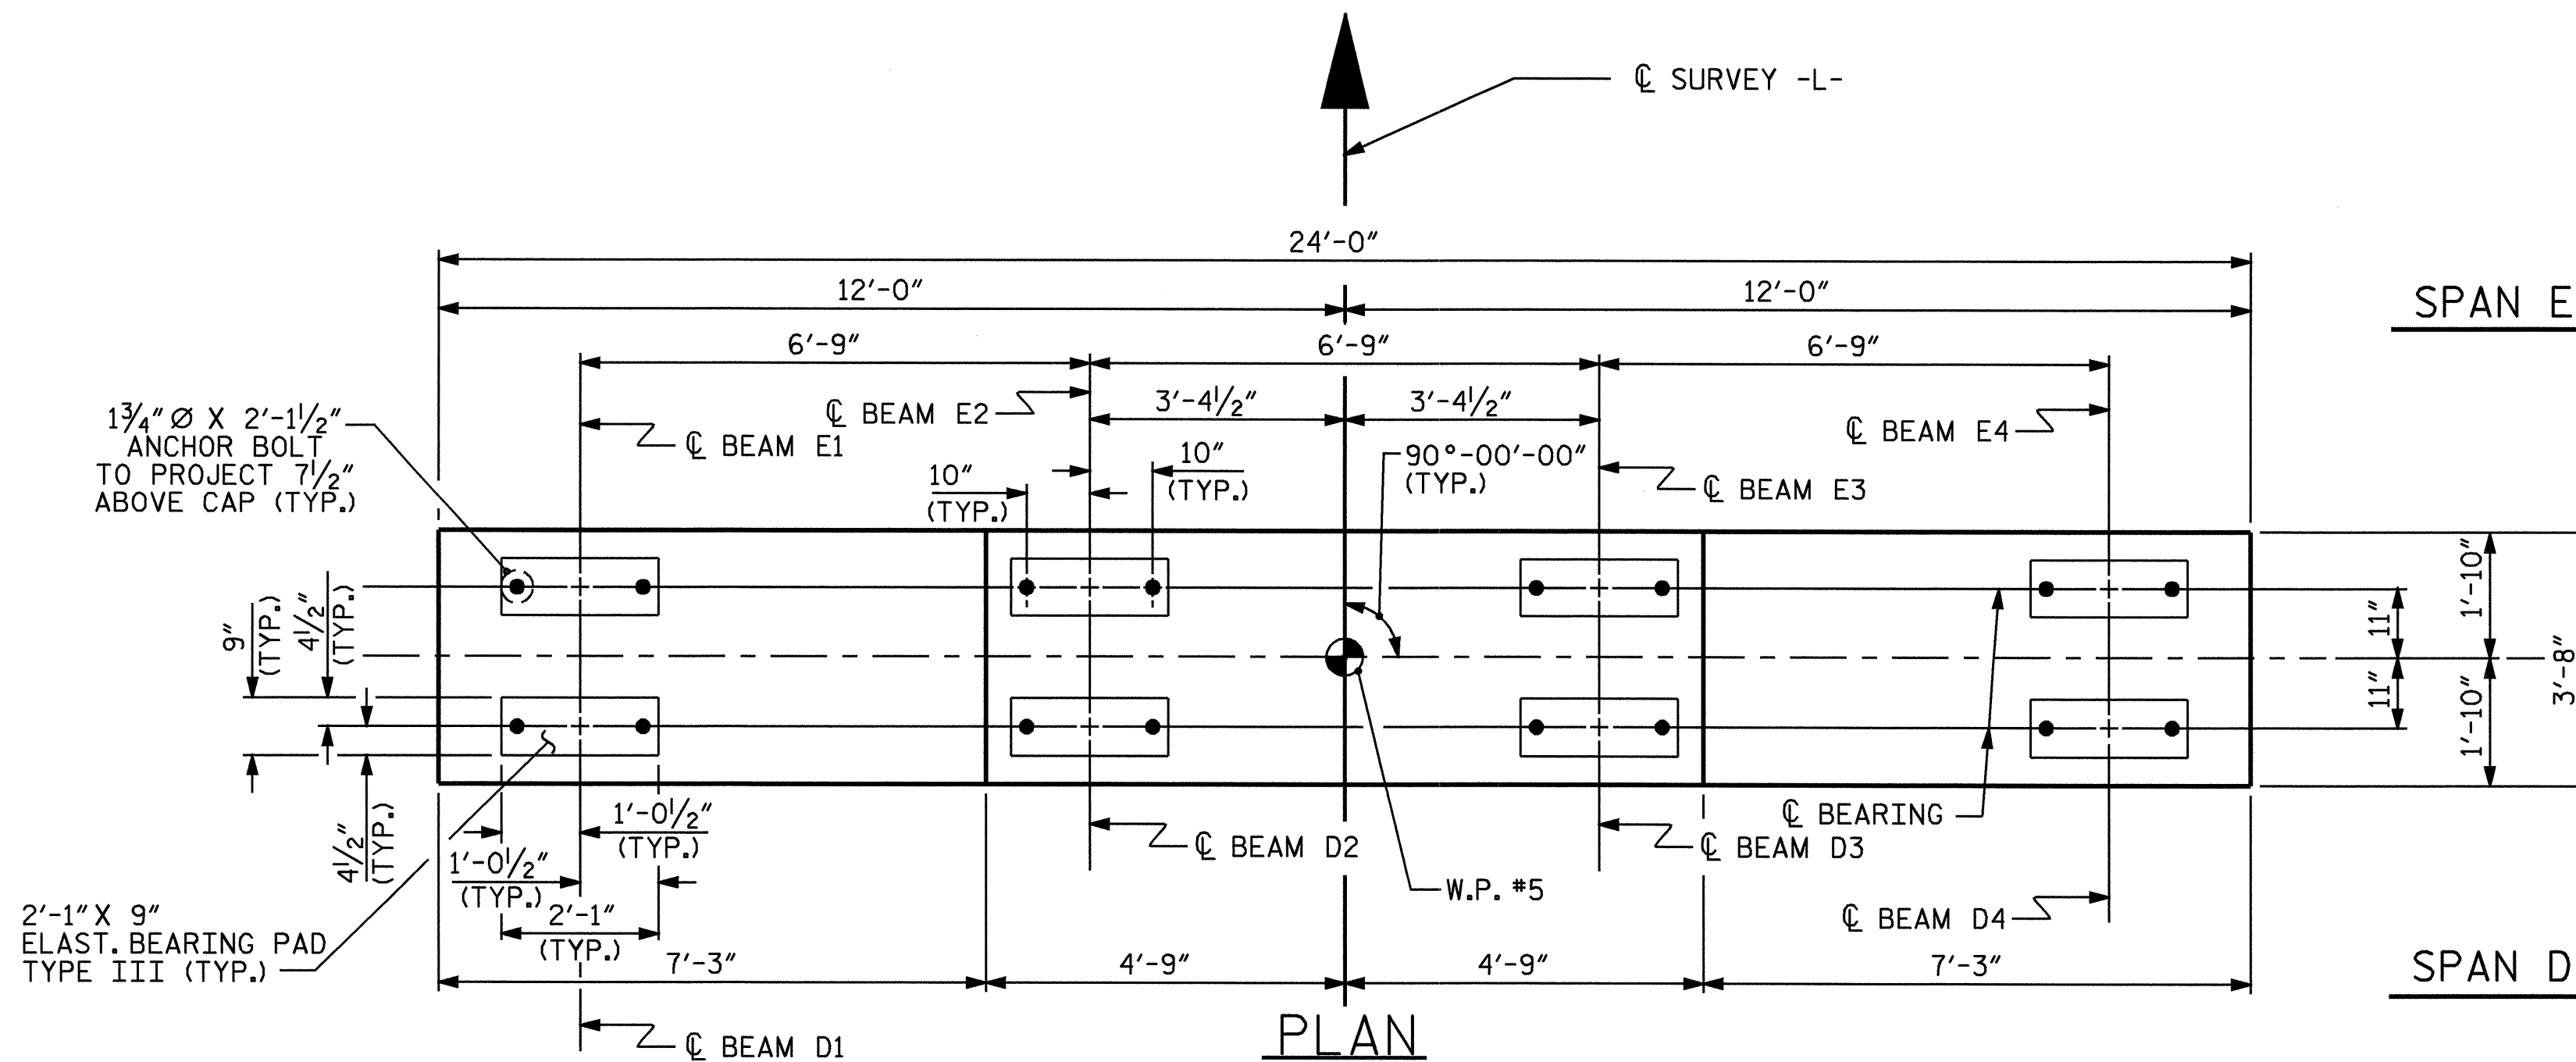 ℄ SURVEY -L-
24'-0"
12'-0"
12'-0"
SPAN E
6'-9"
6'-9"
6'-9"
1¾" Ø X 2'-1½"
ANCHOR BOLT
TO PROJECT 7½"
ABOVE CAP (TYP.)
℄ BEAM E1
℄ BEAM E2
3'-4½"
3'-4½"
℄ BEAM E4
10"
(TYP.)
10"
(TYP.)
90°-00'-00"
(TYP.)
℄ BEAM E3
9"
(TYP.)
4½"
(TYP.)
11"
11"
1'-10"
1'-10"
3'-8"
4½"
(TYP.)
1'-0½"
(TYP.)
1'-0½"
(TYP.)
2'-1"
(TYP.)
℄ BEARING
℄ BEAM D2
℄ BEAM D3
W.P. #5
℄ BEAM D4
2'-1" X 9"
ELAST. BEARING PAD
TYPE III (TYP.)
7'-3"
4'-9"
4'-9"
7'-3"
SPAN D
℄ BEAM D1
PLAN